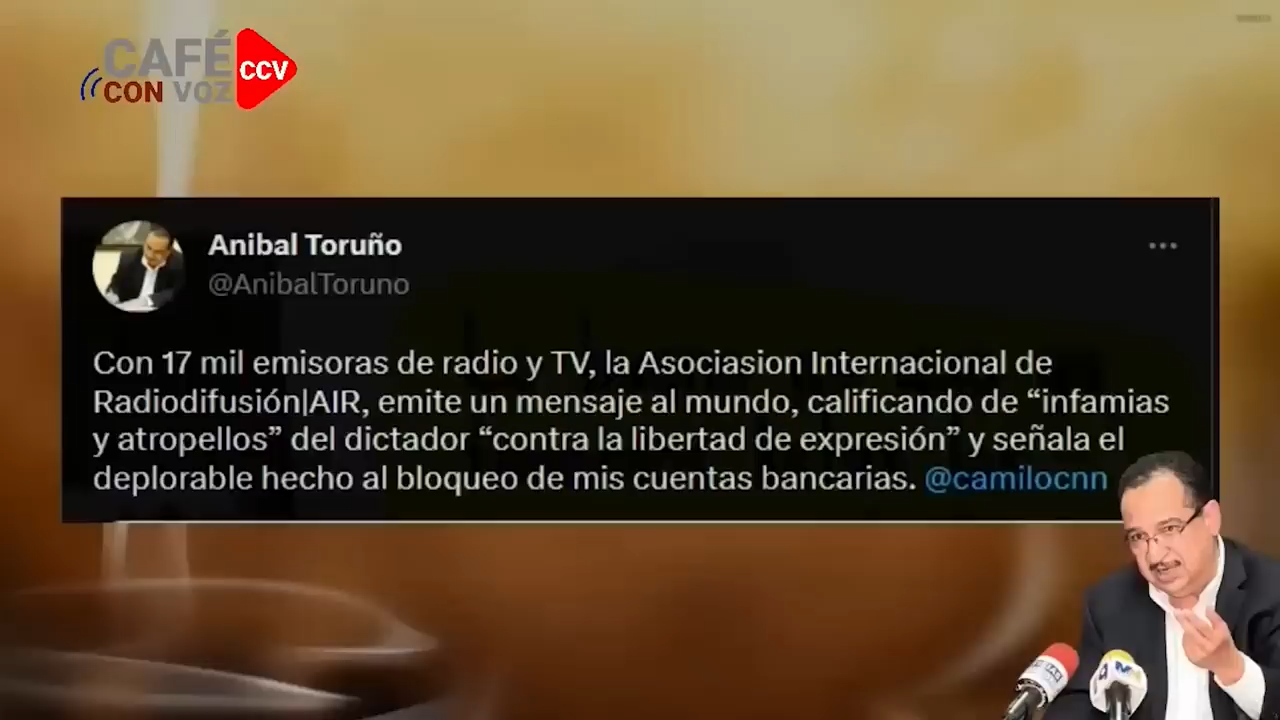 CAFÉ
CON VOZ
CCV
Anibal Toruño
@AnibalToruno
Con 17 mil emisoras de radio y TV, la Asociasion Internacional de
Radiodifusión|AIR, emite un mensaje al mundo, calificando de “infamias
y atropellos” del dictador “contra la libertad de expresión” y señala el
deplorable hecho al bloqueo de mis cuentas bancarias. @camilocnn